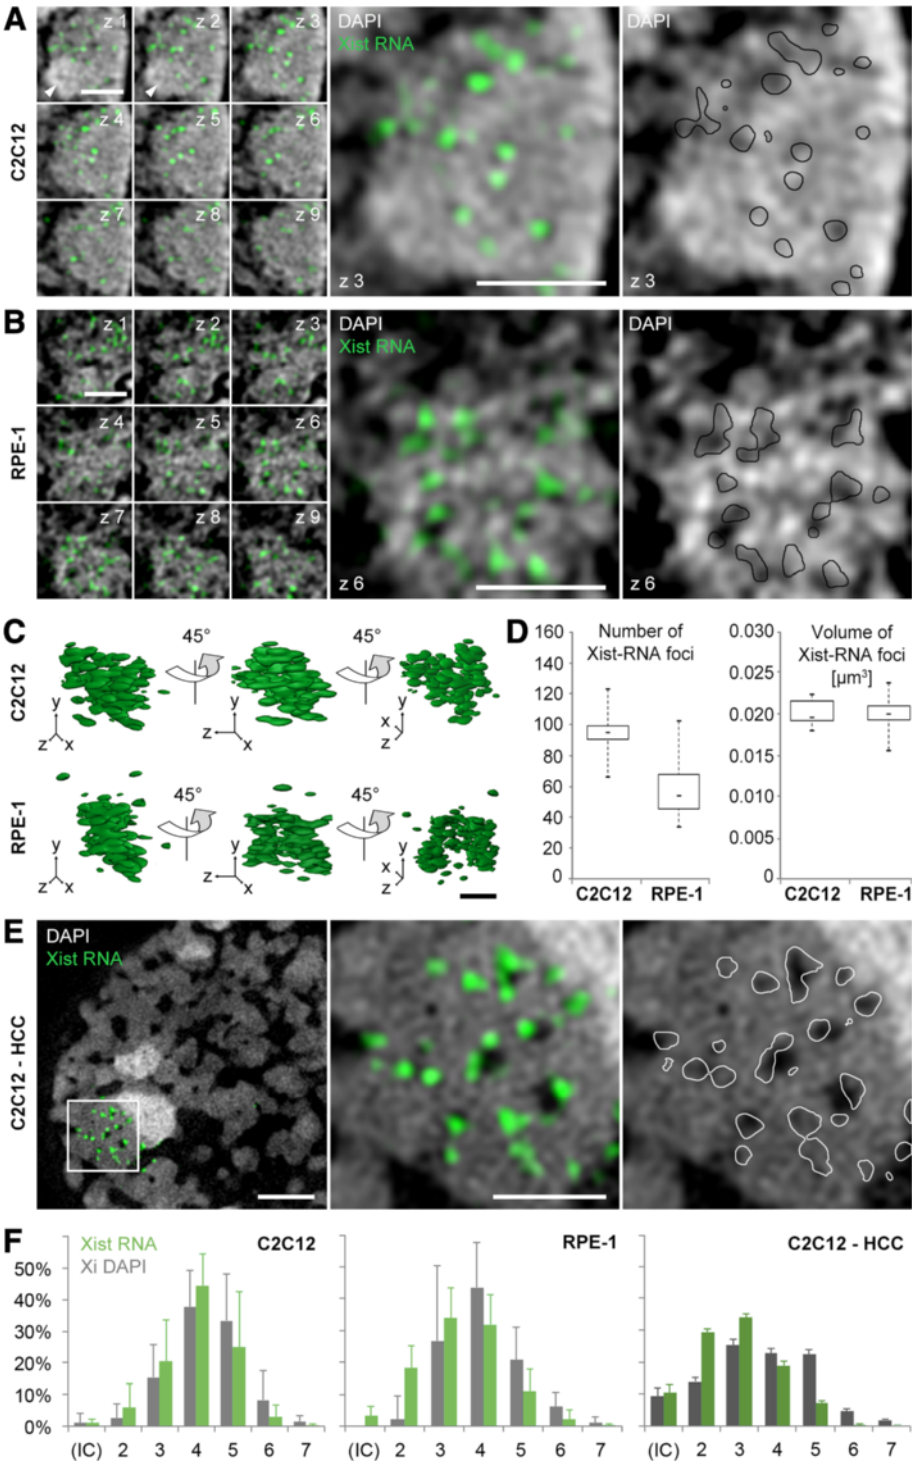 A
z 1
z 2
z 3
z 4
z 5
z 6
z 7
z 8
z 9
C2C12
DAPI
Xist RNA
z 3
DAPI
z 3
B
z 1
z 2
z 3
z 4
z 5
z 6
z 7
z 8
z 9
RPE-1
DAPI
Xist RNA
z 6
DAPI
z 6
C
C2C12
45°
45°
y
z
x
y
z
x
x
y
z
RPE-1
45°
45°
y
z
x
y
z
x
x
y
z
D
Number of
Xist-RNA foci
160
140
120
100
80
60
40
20
0
C2C12 RPE-1
Volume of
Xist-RNA foci
[µm³]
0.030
0.025
0.020
0.015
0.010
0.005
0
C2C12 RPE-1
E
C2C12 - HCC
DAPI
Xist RNA
F
Xist RNA
Xi DAPI
C2C12
50%
40%
30%
20%
10%
0%
(IC) 2 3 4 5 6 7
RPE-1
(IC) 2 3 4 5 6 7
C2C12 - HCC
(IC) 2 3 4 5 6 7